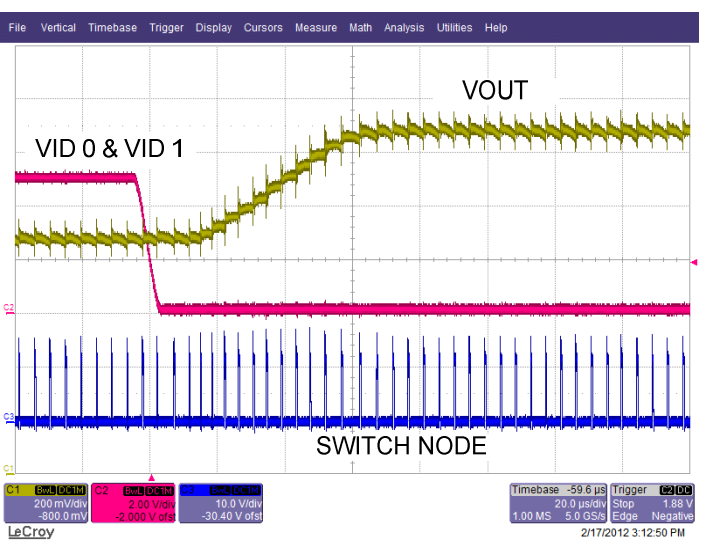 File Vertical Timebase Trigger Display Cursors Measure Math Analysis Utilities Help
VOUT
VID 0 & VID 1
C2
C3
SWITCH NODE
C1
C1 BwL DC1M C2 BwL DC1M C3 BwL DC1M Timebase -59.6 µs Trigger C2 DC
200 mV/div 2.00 V/div 10.0 V/div 20.0 µs/div Stop 1.88 V
-800.0 mV -2.000 V ofst -30.40 V ofst 1.00 MS 5.0 GS/s Edge Negative
LeCroy 2/17/2012 3:12:50 PM